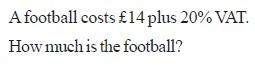 A football costs £14 plus 20% VAT.
How much is the football?